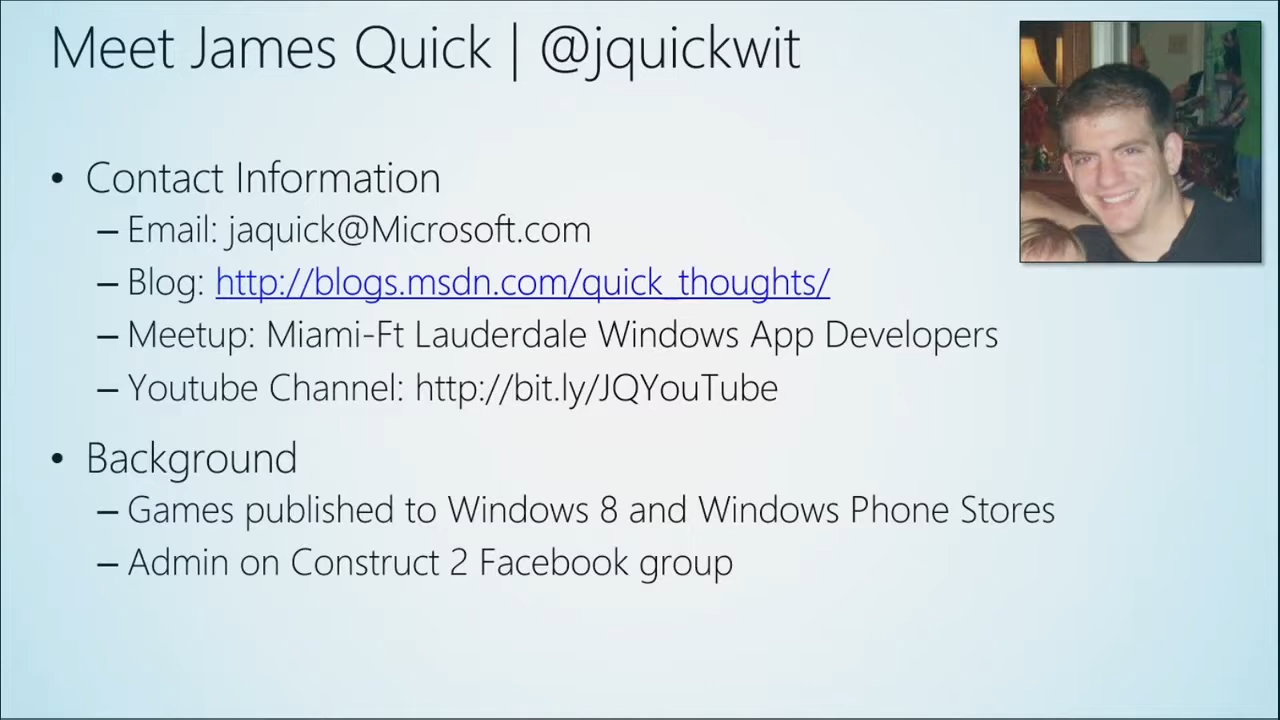 Meet James Quick | @jquickwit
• Contact Information
– Email: jaquick@Microsoft.com
– Blog: http://blogs.msdn.com/quick_thoughts/
– Meetup: Miami-Ft Lauderdale Windows App Developers
– Youtube Channel: http://bit.ly/JQYouTube
• Background
– Games published to Windows 8 and Windows Phone Stores
– Admin on Construct 2 Facebook group